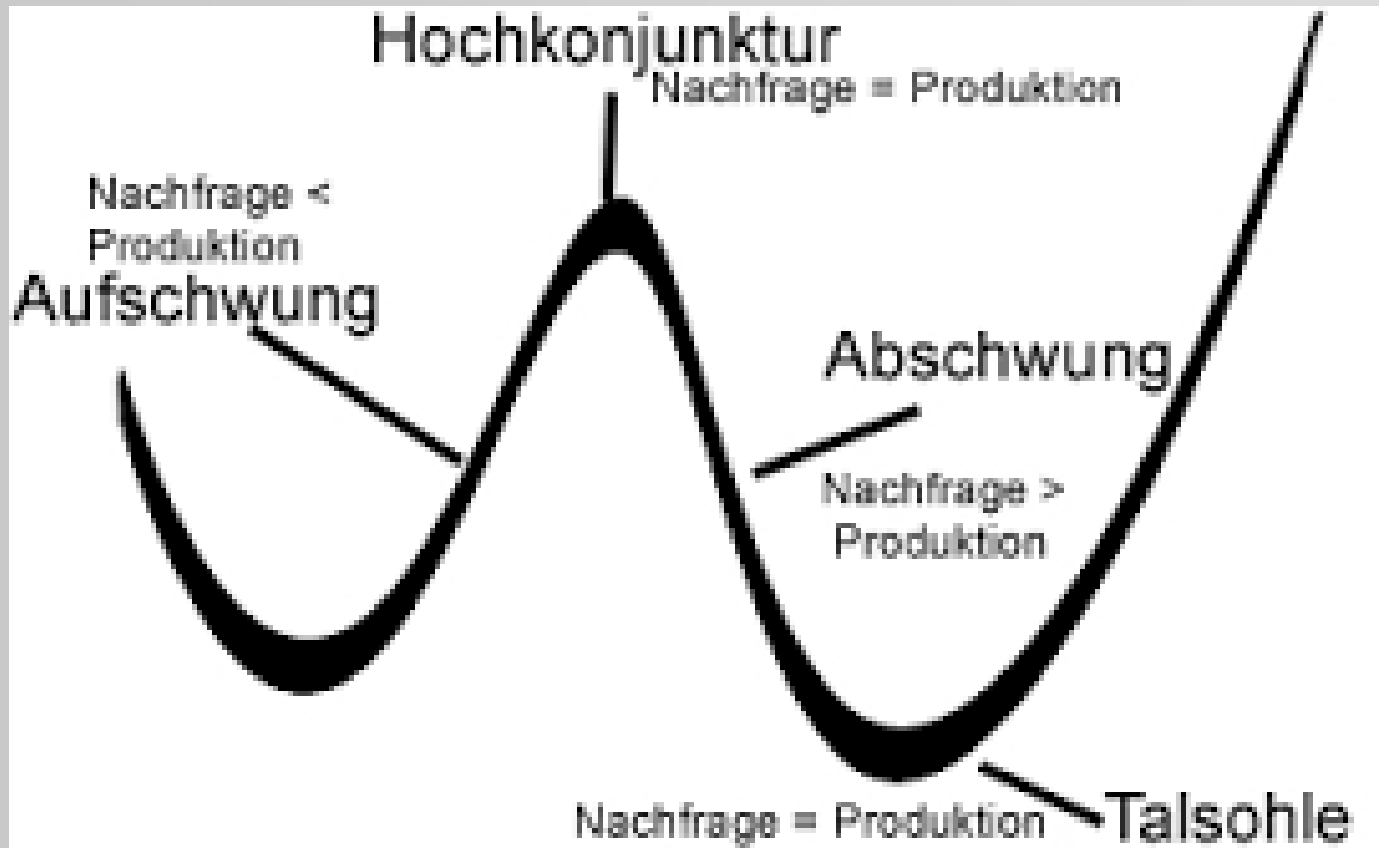 Hochkonjunktur
Nachfrage = Produktion
Nachfrage <
Produktion
Aufschwung
Abschwung
Nachfrage >
Produktion
Nachfrage = Produktion
Talsohle